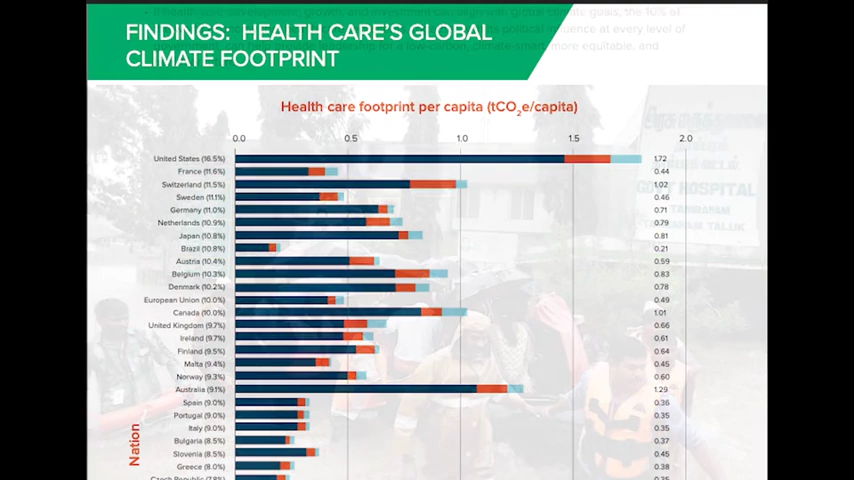 FINDINGS: HEALTH CARE'S GLOBAL
CLIMATE FOOTPRINT
Health care footprint per capita (tCO2e/capita)
0.0 0.5 1.0 1.5 2.0
United States (16.5%) 1.72
France (11.6%) 0.44
Switzerland (11.5%) 1.02
Sweden (11.1%) 0.46
Germany (11.0%) 0.71
Netherlands (10.9%) 0.79
Japan (10.8%) 0.81
Brazil (10.8%) 0.21
Austria (10.4%) 0.59
Belgium (10.3%) 0.83
Denmark (10.2%) 0.78
European Union (10.0%) 0.49
Canada (10.0%) 1.01
United Kingdom (9.7%) 0.66
Ireland (9.7%) 0.61
Finland (9.5%) 0.64
Malta (9.4%) 0.45
Norway (9.3%) 0.60
Australia (9.1%) 1.29
Spain (9.0%) 0.36
Portugal (9.0%) 0.35
Italy (9.0%) 0.35
Bulgaria (8.5%) 0.37
Slovenia (8.5%) 0.45
Greece (8.0%) 0.38
Czech Republic (7.8%) 0.35
Nation
GOVT HOSPITAL